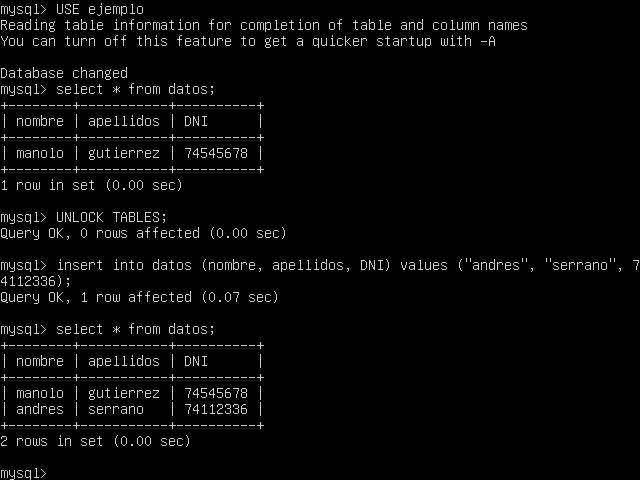 mysql> USE ejemplo
Reading table information for completion of table and column names
You can turn off this feature to get a quicker startup with -A

Database changed
mysql> select * from datos;
+--------+-----------+----------+
| nombre | apellidos | DNI      |
+--------+-----------+----------+
| manolo | gutierrez | 74545678 |
+--------+-----------+----------+
1 row in set (0.00 sec)

mysql> UNLOCK TABLES;
Query OK, 0 rows affected (0.00 sec)

mysql> insert into datos (nombre, apellidos, DNI) values ("andres", "serrano", 7
4112336);
Query OK, 1 row affected (0.07 sec)

mysql> select * from datos;
+--------+-----------+----------+
| nombre | apellidos | DNI      |
+--------+-----------+----------+
| manolo | gutierrez | 74545678 |
| andres | serrano   | 74112336 |
+--------+-----------+----------+
2 rows in set (0.00 sec)

mysql>